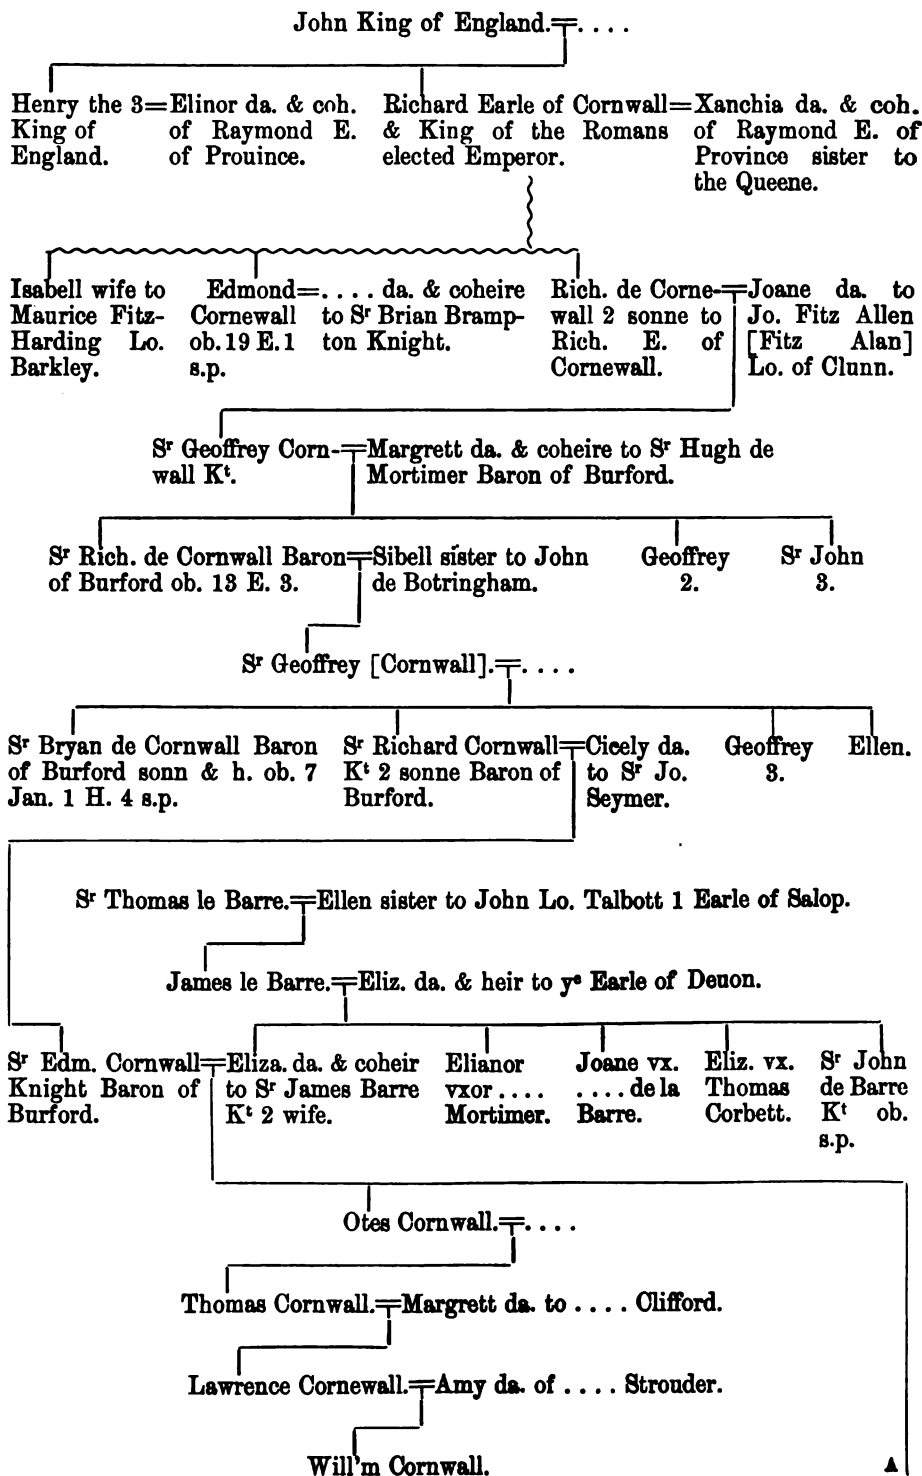 John King of England.=. . . .
Henry the 3=Elinor da. & coh.
King of of Raymond E.
England. of Prouince.
Richard Earle of Cornwall=Xanchia da. & coh.
& King of the Romans of Raymond E. of
elected Emperor. Province sister to
the Queene.
Isabell wife to
Maurice Fitz-
Harding Lo.
Barkley.
Edmond=. . . . da. & coheire
Cornewall to Sr Brian Bramp-
ob. 19 E. 1 ton Knight.
s.p.
Rich. de Corne-=Joane da. to
wall 2 sonne to Jo. Fitz Allen
Rich. E. of [Fitz Alan]
Cornewall. Lo. of Clunn.
Sr Geoffrey Corn-=Margrett da. & coheire to Sr Hugh de
wall Kt. Mortimer Baron of Burford.
Sr Rich. de Cornwall Baron=Sibell sister to John
of Burford ob. 13 E. 3. de Botringham.
Geoffrey
2.
Sr John
3.
Sr Geoffrey [Cornwall].=. . . .
Sr Bryan de Cornwall Baron
of Burford sonn & h. ob. 7
Jan. 1 H. 4 s.p.
Sr Richard Cornwall=Cicely da.
Kt 2 sonne Baron of to Sr Jo.
Burford. Seymer.
Geoffrey
3.
Ellen.
Sr Thomas le Barre.=Ellen sister to John Lo. Talbott 1 Earle of Salop.
James le Barre.=Eliz. da. & heir to ye Earle of Deuon.
Sr Edm. Cornwall=Eliza. da. & coheir
Knight Baron of to Sr James Barre
Burford. Kt 2 wife.
Elianor
vxor . . . .
Mortimer.
Joane vx.
. . . . de la
Barre.
Eliz. vx.
Thomas
Corbett.
Sr John
de Barre
Kt ob.
s.p.
Otes Cornwall.=. . . .
Thomas Cornwall.=Margrett da. to . . . . Clifford.
Lawrence Cornewall.=Amy da. of . . . . Strouder.
Will'm Cornwall.
A